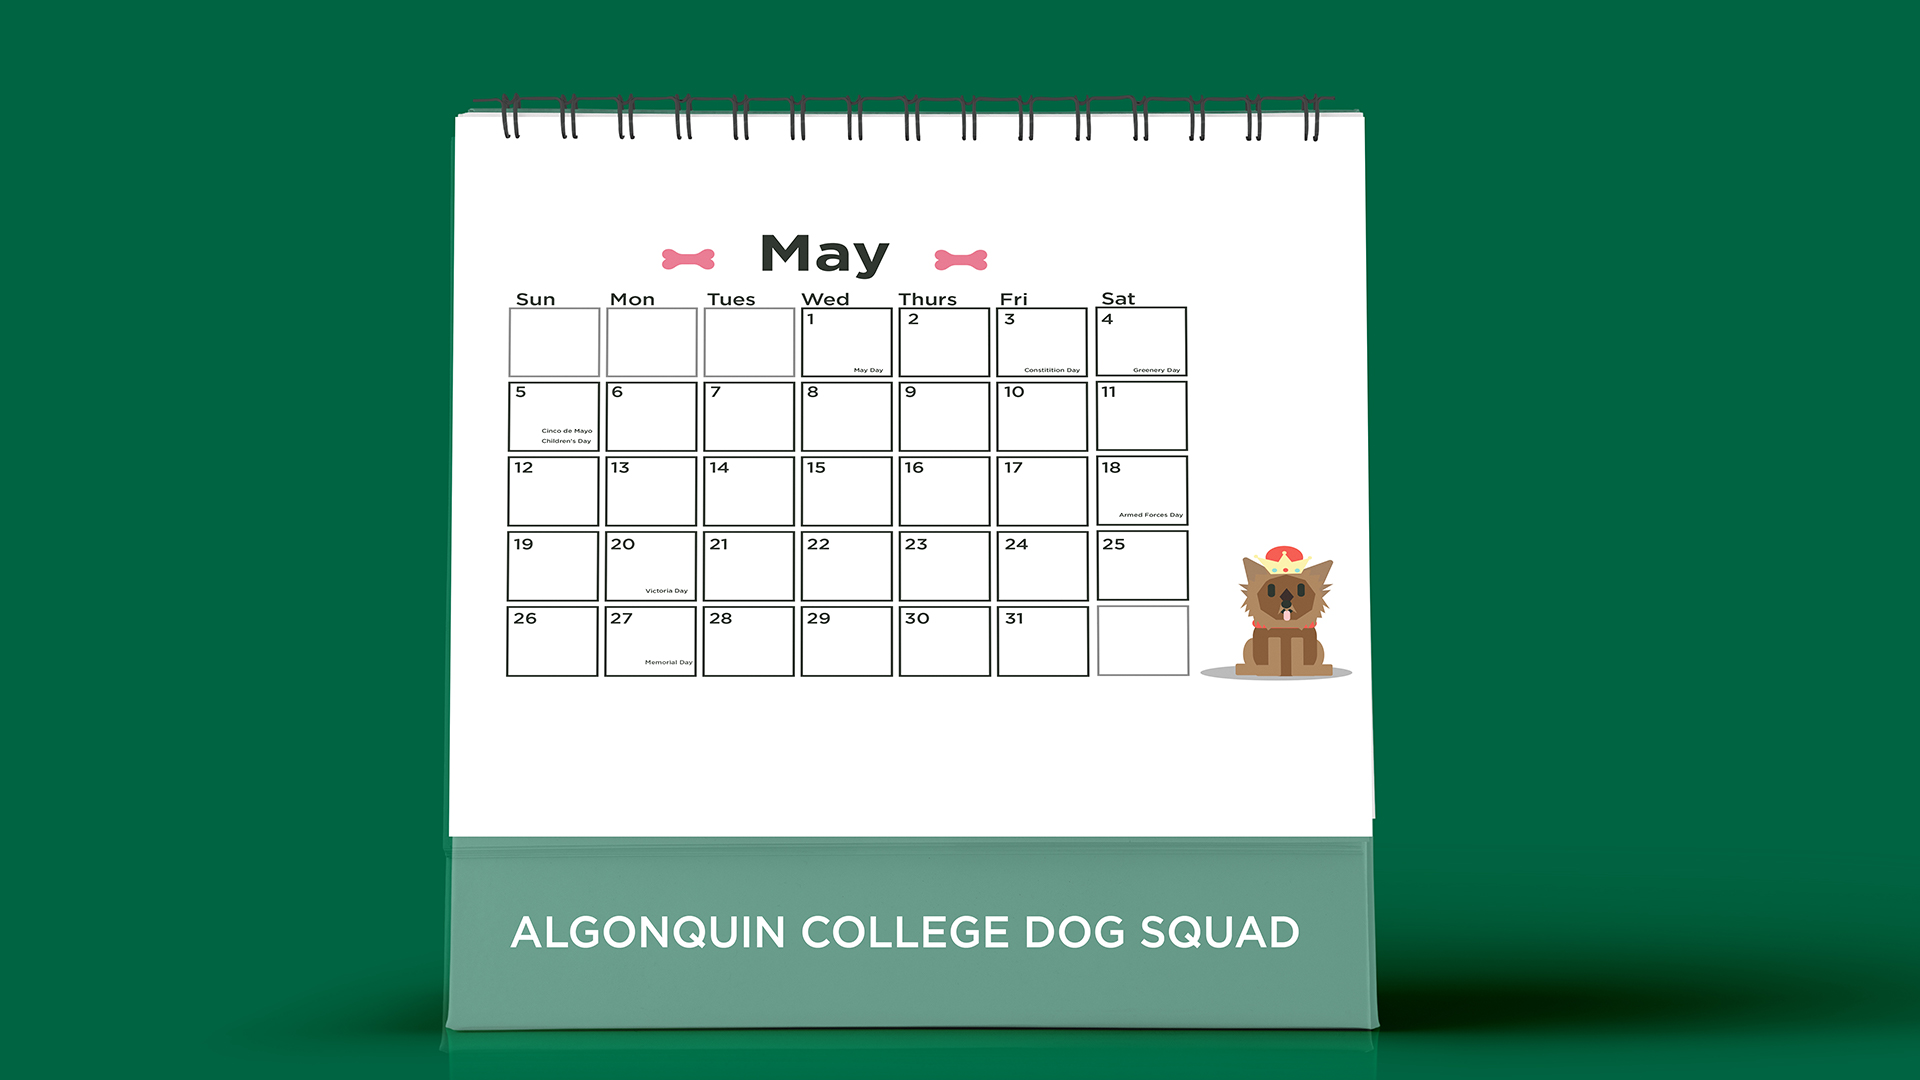 May
Sun Mon Tues Wed Thurs Fri Sat
1 2 3 4
May Day Constitition Day Greenery Day
5 6 7 8 9 10 11
Cinco de Mayo
Children's Day
12 13 14 15 16 17 18
Armed Forces Day
19 20 21 22 23 24 25
Victoria Day
26 27 28 29 30 31
Memorial Day
ALGONQUIN COLLEGE DOG SQUAD